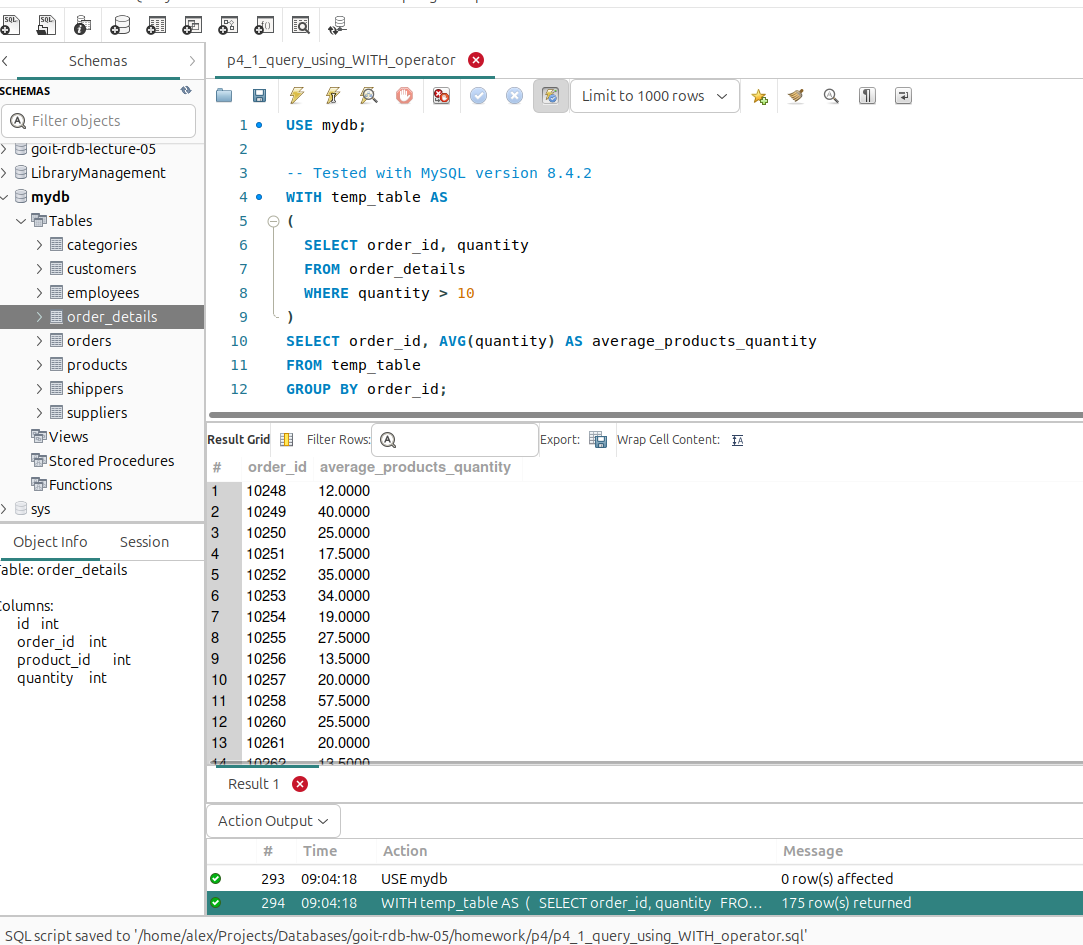 SQL
SQL
Schemas
p4_1_query_using_WITH_operator
SCHEMAS
Filter objects
Limit to 1000 rows
goit-rdb-lecture-05
LibraryManagement
mydb
Tables
categories
customers
employees
order_details
orders
products
shippers
suppliers
Views
Stored Procedures
Functions
sys
1 USE mydb;
2
3 -- Tested with MySQL version 8.4.2
4 WITH temp_table AS
5 (
6 SELECT order_id, quantity
7 FROM order_details
8 WHERE quantity > 10
9 )
10 SELECT order_id, AVG(quantity) AS average_products_quantity
11 FROM temp_table
12 GROUP BY order_id;
Result Grid Filter Rows: Export: Wrap Cell Content:
# order_id average_products_quantity
1 10248 12.0000
2 10249 40.0000
3 10250 25.0000
4 10251 17.5000
5 10252 35.0000
6 10253 34.0000
7 10254 19.0000
8 10255 27.5000
9 10256 13.5000
10 10257 20.0000
11 10258 57.5000
12 10260 25.5000
13 10261 20.0000
14 10262 13.5000
Object Info Session
able: order_details
olumns:
id int
order_id int
product_id int
quantity int
Result 1
Action Output
# Time Action Message
293 09:04:18 USE mydb 0 row(s) affected
294 09:04:18 WITH temp_table AS ( SELECT order_id, quantity FRO... 175 row(s) returned
SQL script saved to '/home/alex/Projects/Databases/goit-rdb-hw-05/homework/p4/p4_1_query_using_WITH_operator.sql'